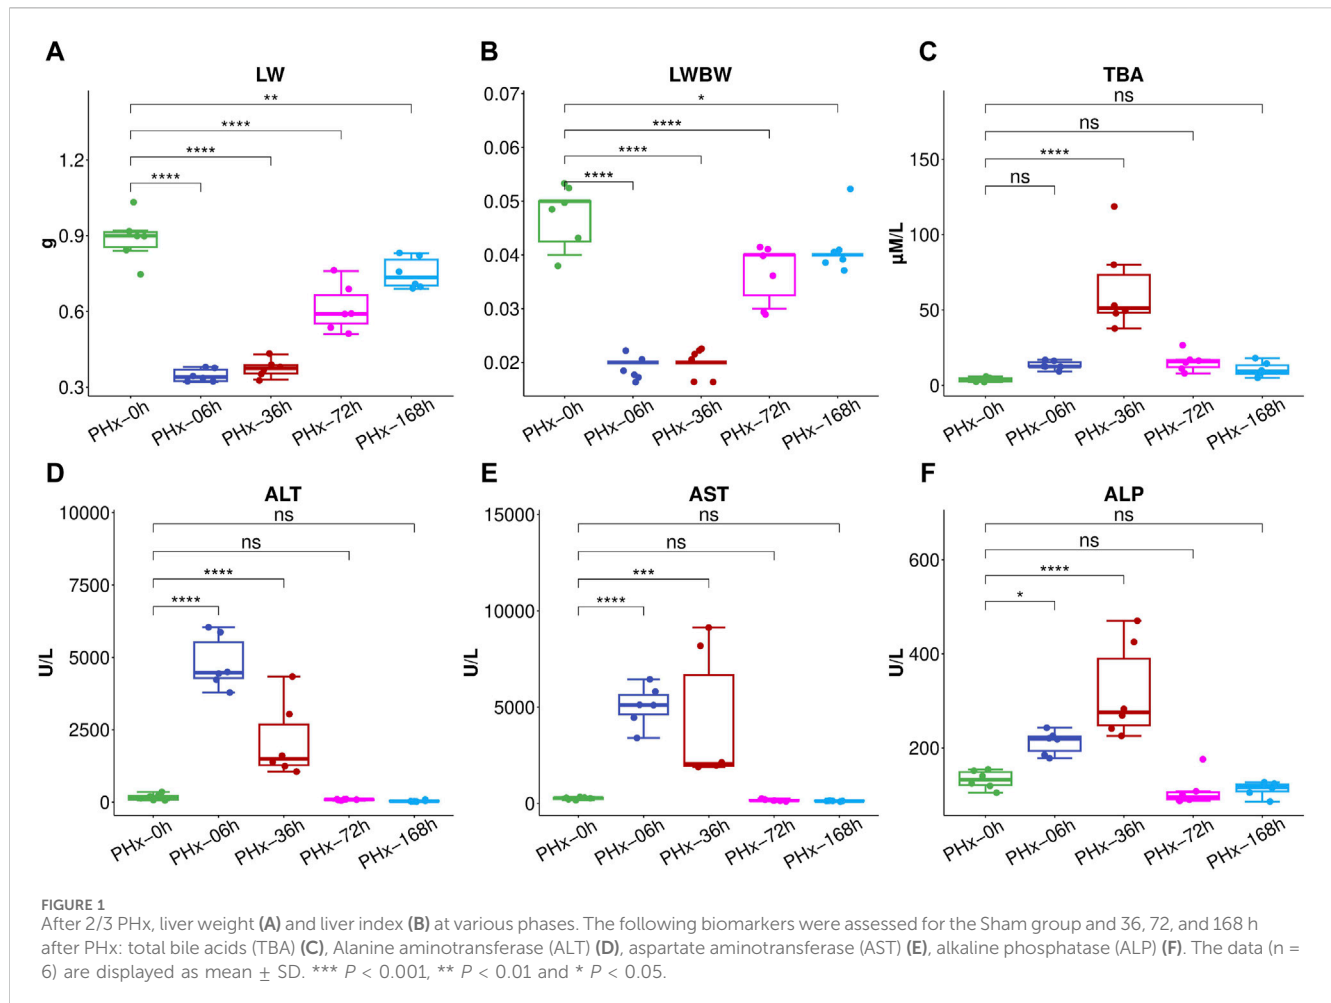 A
LW
g
1.2
0.9
0.6
0.3
**
****
****
****
PHx–0h
PHx–06h
PHx–36h
PHx–72h
PHx–168h
B
LWBW
0.07
0.06
0.05
0.04
0.03
0.02
*
****
****
****
PHx–0h
PHx–06h
PHx–36h
PHx–72h
PHx–168h
C
TBA
µM/L
150
100
50
0
ns
ns
****
ns
PHx–0h
PHx–06h
PHx–36h
PHx–72h
PHx–168h
D
ALT
U/L
10000
7500
5000
2500
0
ns
ns
****
****
PHx–0h
PHx–06h
PHx–36h
PHx–72h
PHx–168h
E
AST
U/L
15000
10000
5000
0
ns
ns
***
****
PHx–0h
PHx–06h
PHx–36h
PHx–72h
PHx–168h
F
ALP
U/L
600
400
200
ns
ns
****
*
PHx–0h
PHx–06h
PHx–36h
PHx–72h
PHx–168h
FIGURE 1
After 2/3 PHx, liver weight (A) and liver index (B) at various phases. The following biomarkers were assessed for the Sham group and 36, 72, and 168 h
after PHx: total bile acids (TBA) (C), Alanine aminotransferase (ALT) (D), aspartate aminotransferase (AST) (E), alkaline phosphatase (ALP) (F). The data (n =
6) are displayed as mean ± SD. *** P < 0.001, ** P < 0.01 and * P < 0.05.